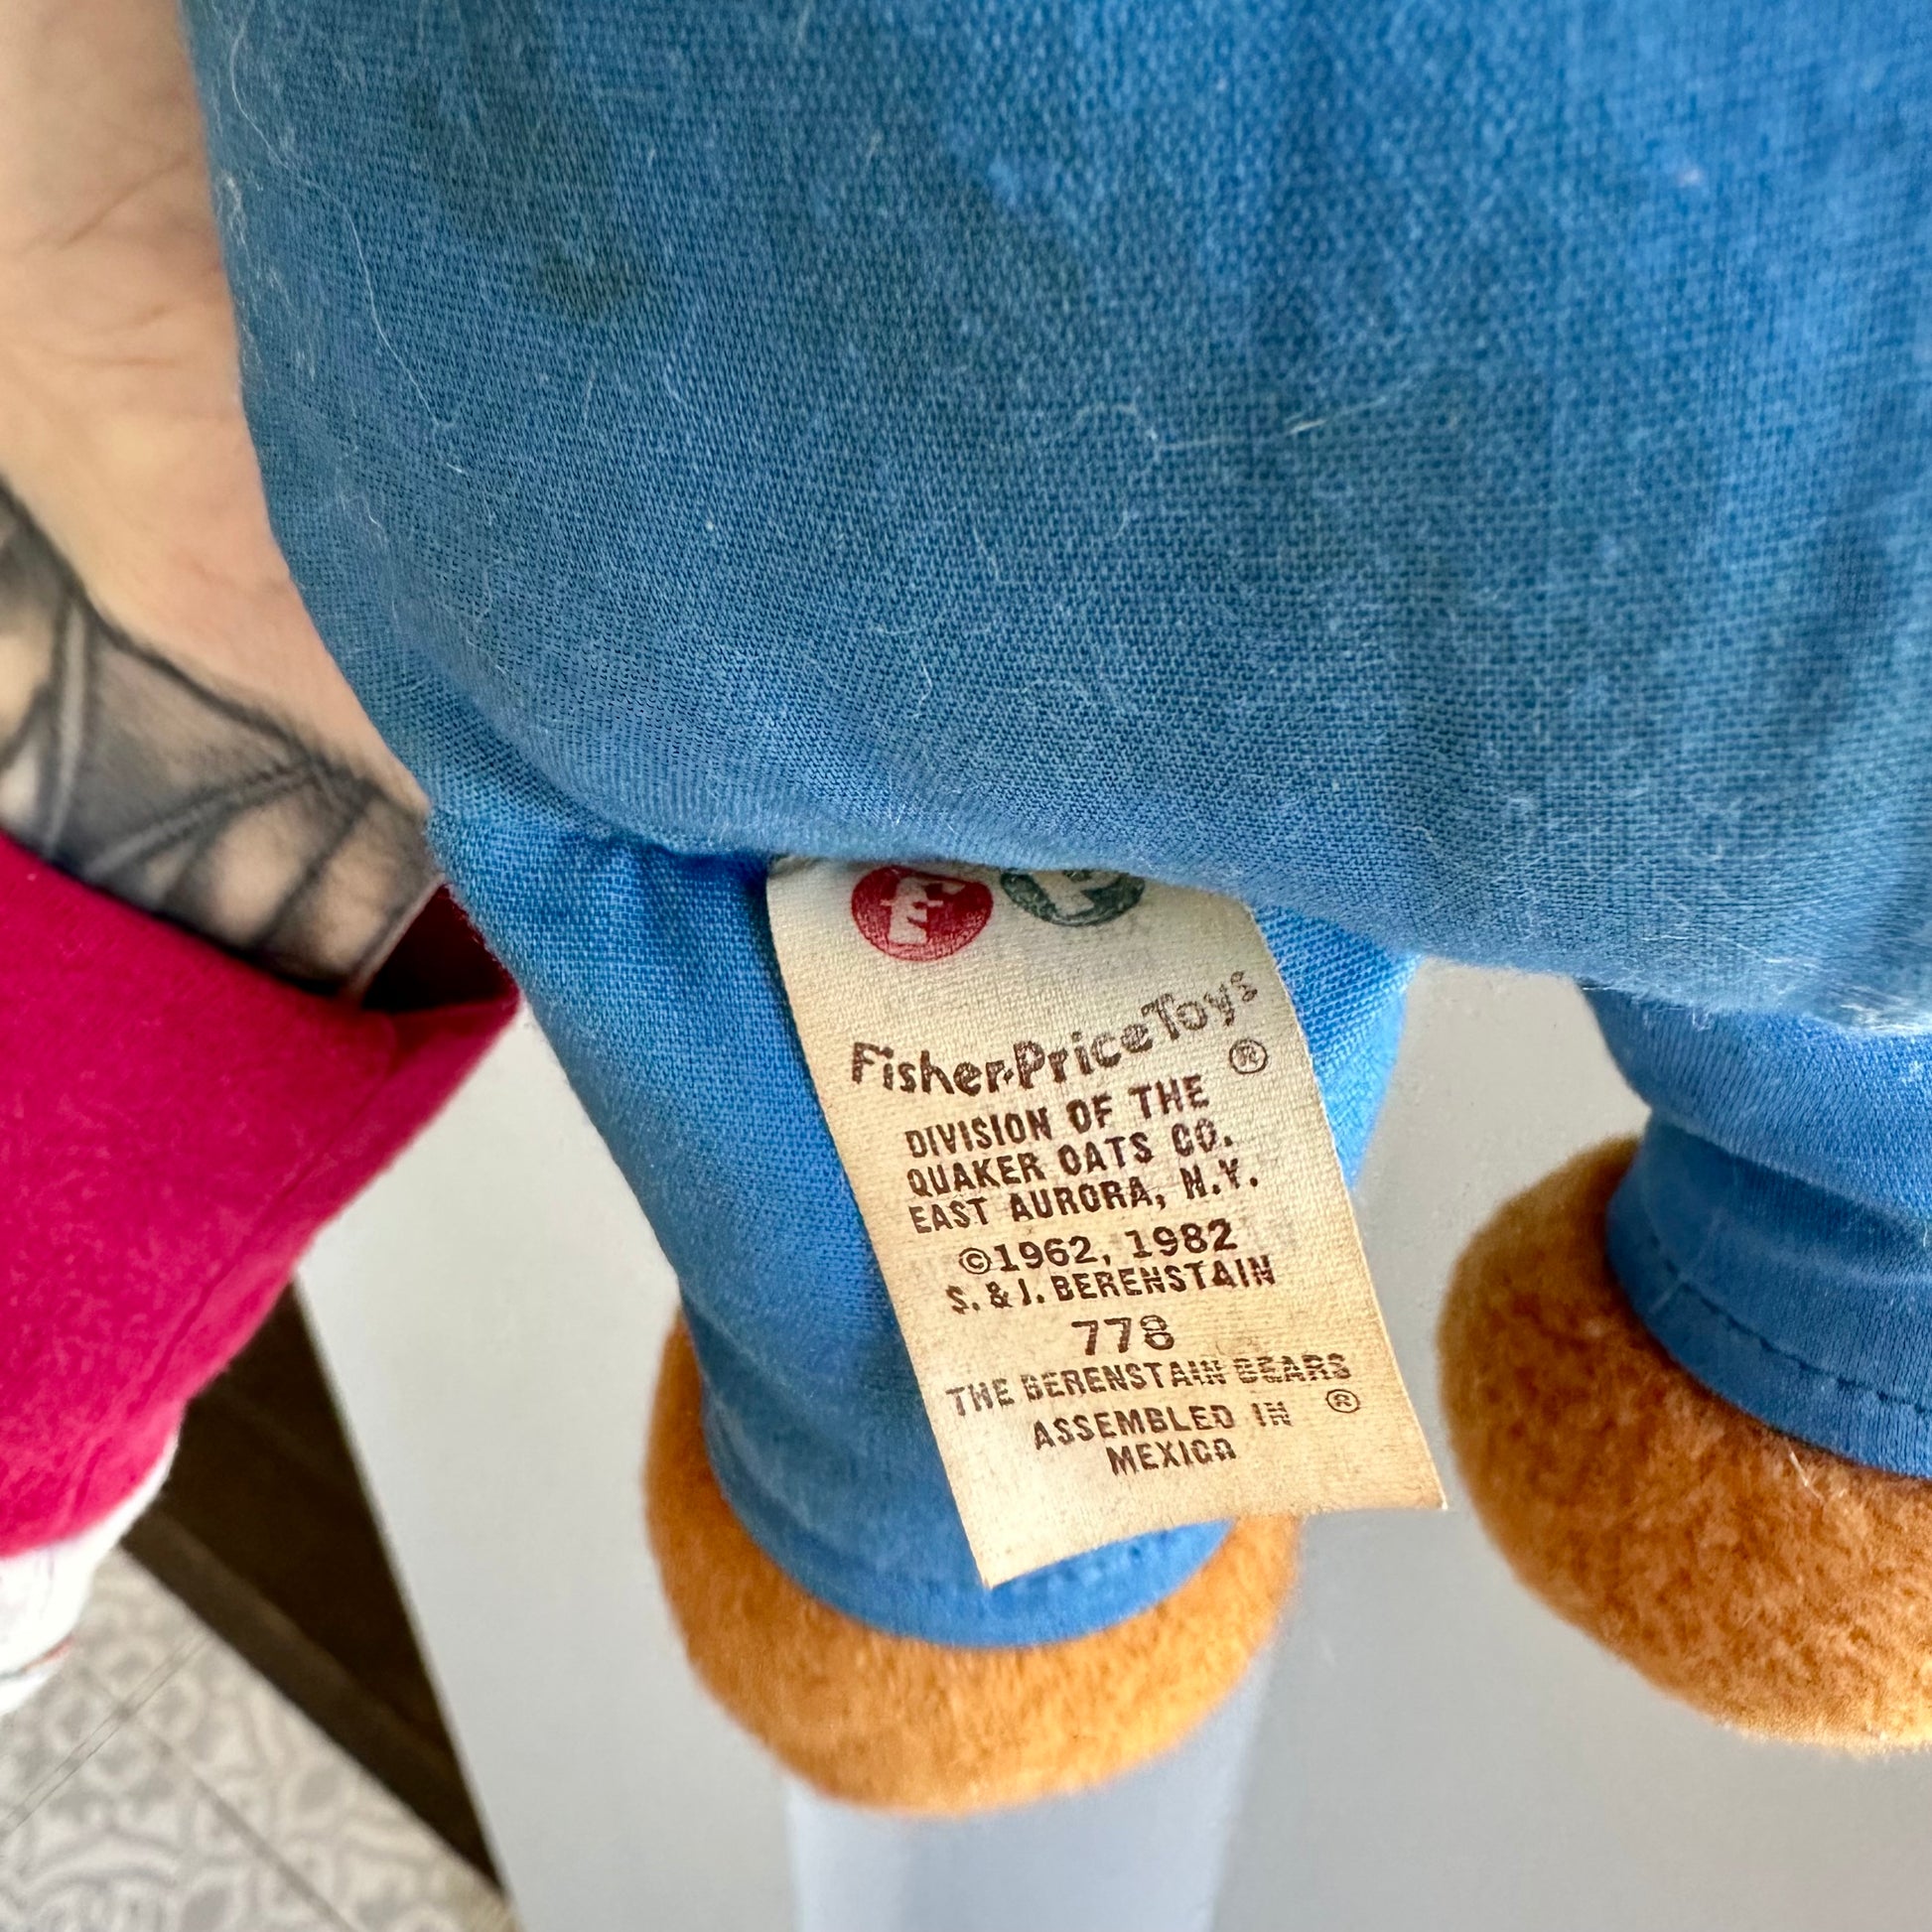 F P
Fisher-Price Toys ®
DIVISION OF THE
QUAKER OATS CO.
EAST AURORA, N.Y.
©1962, 1982
S. & J. BERENSTAIN
778
THE BERENSTAIN BEARS ®
ASSEMBLED IN
MEXICO